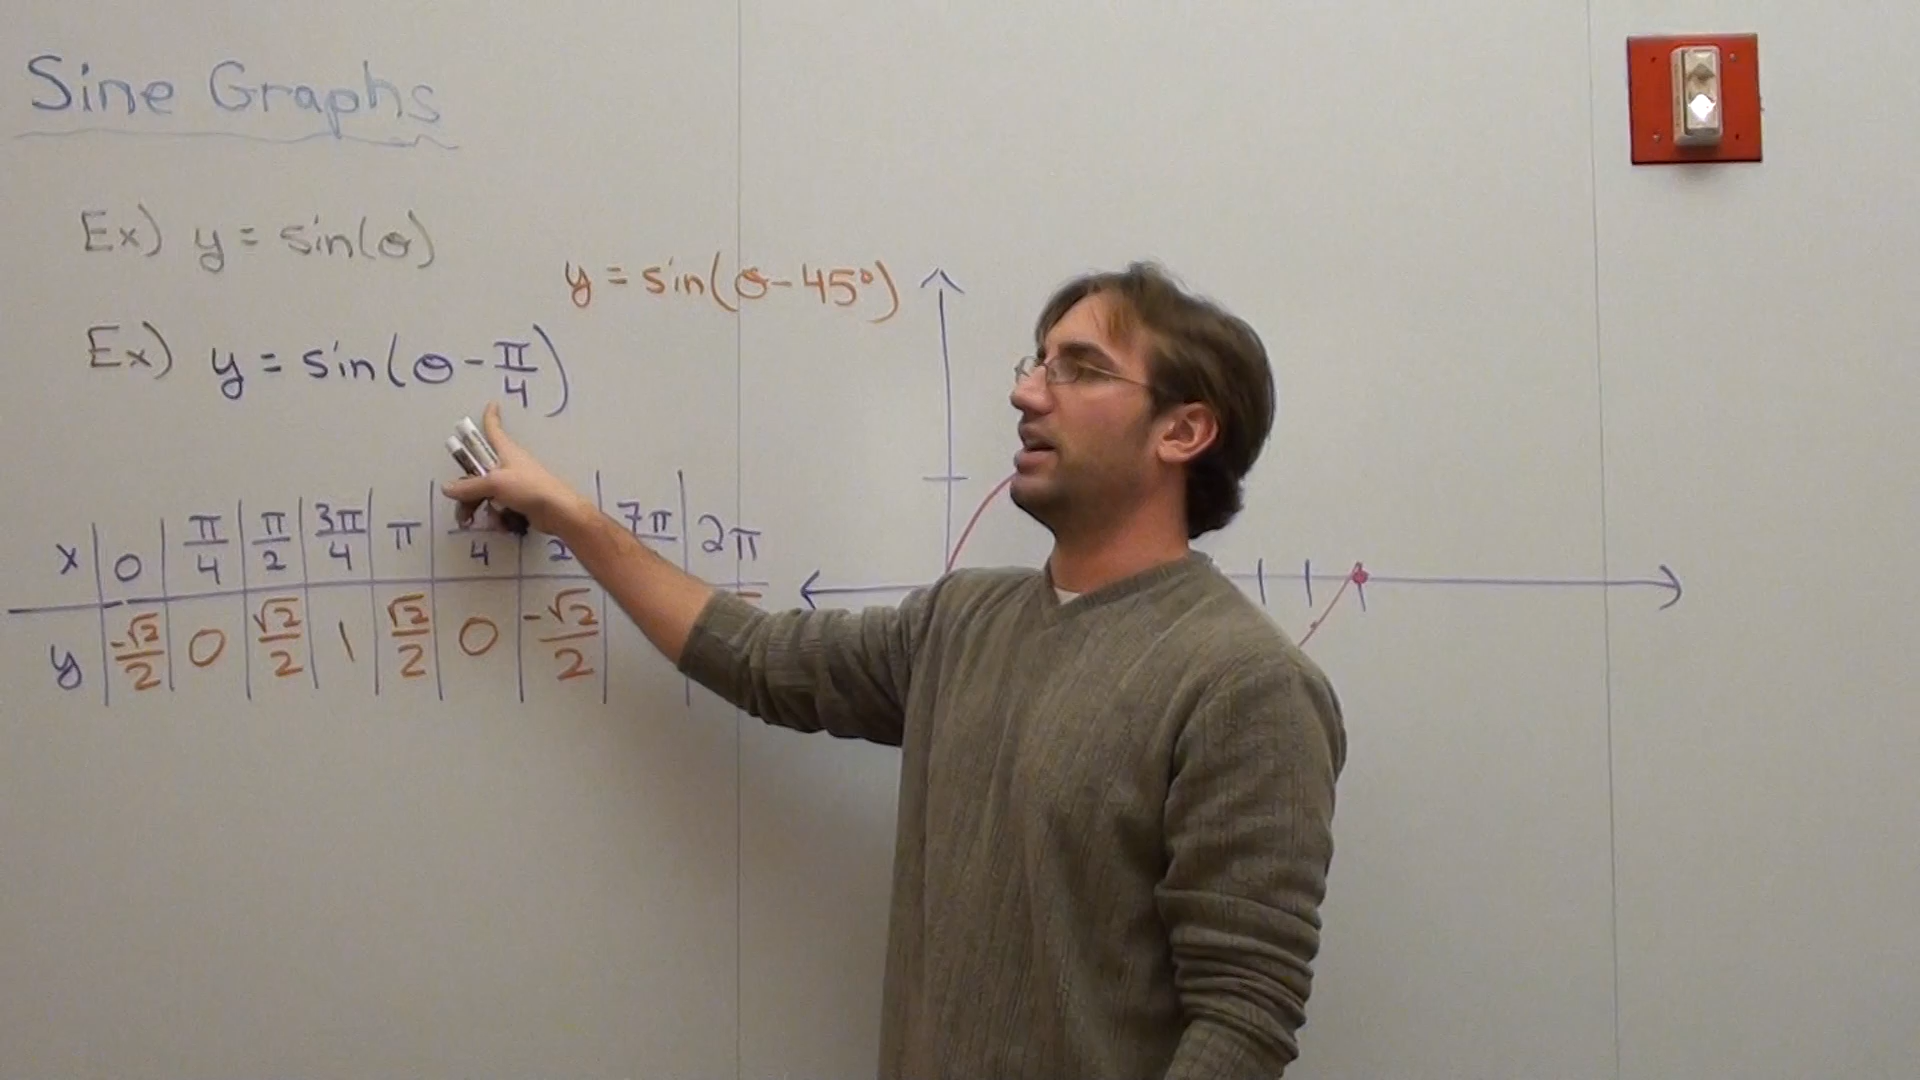 Sine Graphs
Ex) y = sin(θ)
y = sin(θ - 45°)
Ex) y = sin(θ - π/4)
x 0 π/4 π/2 3π/4 π /4 2 7π 2π
y -√2/2 0 √2/2 1 √2/2 0 -√2/2